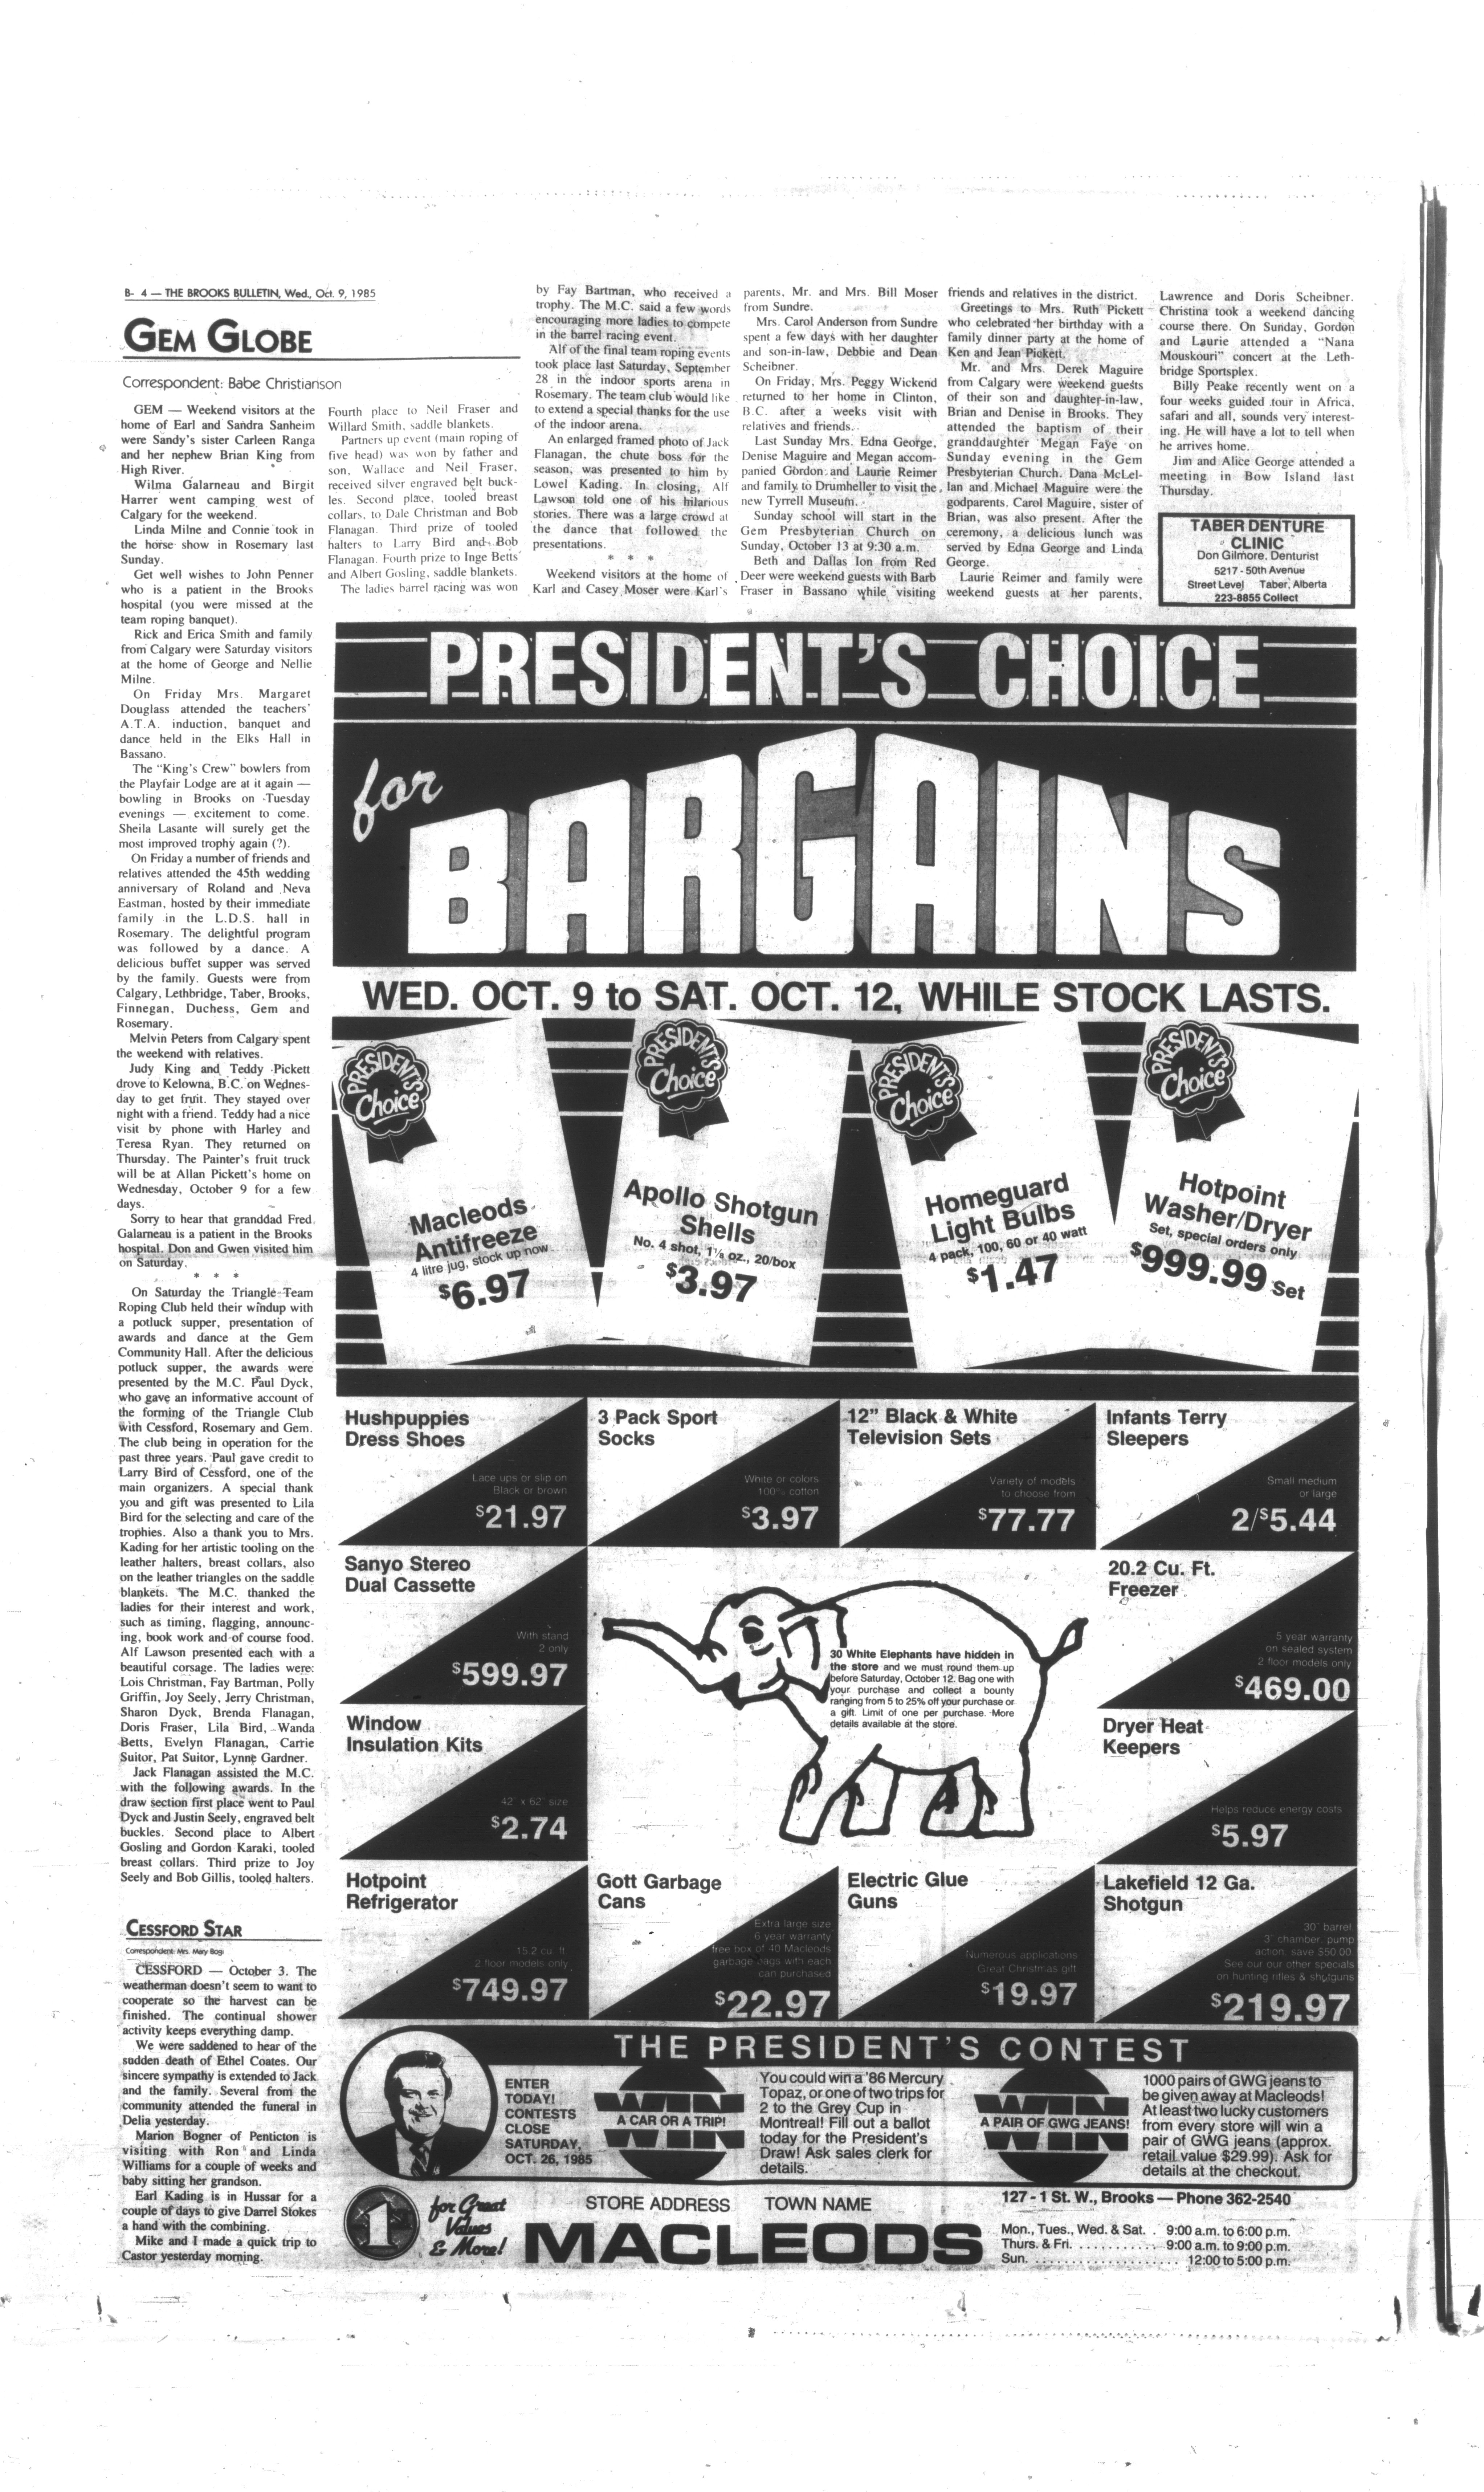 B- 4 — THE BROOKS BULLETIN, Wed., Oct. 9, 1985
GEM GLOBE
Correspondent: Babe Christianson
GEM — Weekend visitors at the
home of Earl and Sandra Sanheim
were Sandy's sister Carleen Ranga
and her nephew Brian King from
High River.
Wilma Galarneau and Birgit
Harrer went camping west of
Calgary for the weekend.
Linda Milne and Connie took in
the horse show in Rosemary last
Sunday.
Get well wishes to John Penner
who is a patient in the Brooks
hospital (you were missed at the
team roping banquet).
Rick and Erica Smith and family
from Calgary were Saturday visitors
at the home of George and Nellie
Milne.
On Friday Mrs. Margaret
Douglass attended the teachers'
A.T.A. induction, banquet and
dance held in the Elks Hall in
Bassano.
The "King's Crew" bowlers from
the Playfair Lodge are at it again —
bowling in Brooks on Tuesday
evenings — excitement to come.
Sheila Lasante will surely get the
most improved trophy again (?).
On Friday a number of friends and
relatives attended the 45th wedding
anniversary of Roland and Neva
Eastman, hosted by their immediate
family in the L.D.S. hall in
Rosemary. The delightful program
was followed by a dance. A
delicious buffet supper was served
by the family. Guests were from
Calgary, Lethbridge, Taber, Brooks,
Finnegan, Duchess, Gem and
Rosemary.
Melvin Peters from Calgary spent
the weekend with relatives.
Judy King and Teddy Pickett
drove to Kelowna, B.C. on Wednes-
day to get fruit. They stayed over
night with a friend. Teddy had a nice
visit by phone with Harley and
Teresa Ryan. They returned on
Thursday. The Painter's fruit truck
will be at Allan Pickett's home on
Wednesday, October 9 for a few
days.
Sorry to hear that granddad Fred
Galarneau is a patient in the Brooks
hospital. Don and Gwen visited him
on Saturday.
* * *
On Saturday the Triangle Team
Roping Club held their windup with
a potluck supper, presentation of
awards and dance at the Gem
Community Hall. After the delicious
potluck supper, the awards were
presented by the M.C. Paul Dyck,
who gave an informative account of
the forming of the Triangle Club
with Cessford, Rosemary and Gem.
The club being in operation for the
past three years. Paul gave credit to
Larry Bird of Cessford, one of the
main organizers. A special thank
you and gift was presented to Lila
Bird for the selecting and care of the
trophies. Also a thank you to Mrs.
Kading for her artistic tooling on the
leather halters, breast collars, also
on the leather triangles on the saddle
blankets. The M.C. thanked the
ladies for their interest and work,
such as timing, flagging, announc-
ing, book work and of course food.
Alf Lawson presented each with a
beautiful corsage. The ladies were:
Lois Christman, Fay Bartman, Polly
Griffin, Joy Seely, Jerry Christman,
Sharon Dyck, Brenda Flanagan,
Doris Fraser, Lila Bird, Wanda
Betts, Evelyn Flanagan, Carrie
Suitor, Pat Suitor, Lynne Gardner.
Jack Flanagan assisted the M.C.
with the following awards. In the
draw section first place went to Paul
Dyck and Justin Seely, engraved belt
buckles. Second place to Albert
Gosling and Gordon Karaki, tooled
breast collars. Third prize to Joy
Seely and Bob Gillis, tooled halters.
Fourth place to Neil Fraser and
Willard Smith, saddle blankets.
Partners up event (main roping of
five head) was won by father and
son, Wallace and Neil Fraser,
received silver engraved belt buck-
les. Second place, tooled breast
collars, to Dale Christman and Bob
Flanagan. Third prize of tooled
halters to Larry Bird and Bob
Flanagan. Fourth prize to Inge Betts
and Albert Gosling, saddle blankets.
The ladies barrel racing was won
by Fay Bartman, who received a
trophy. The M.C. said a few words
encouraging more ladies to compete
in the barrel racing event.
Alf of the final team roping events
took place last Saturday, September
28 in the indoor sports arena in
Rosemary. The team club would like
to extend a special thanks for the use
of the indoor arena.
An enlarged framed photo of Jack
Flanagan, the chute boss for the
season, was presented to him by
Lowel Kading. In closing, Alf
Lawson told one of his hilarious
stories. There was a large crowd at
the dance that followed the
presentations.
* * *
Weekend visitors at the home of
Karl and Casey Moser were Karl's
parents, Mr. and Mrs. Bill Moser
from Sundre.
Mrs. Carol Anderson from Sundre
spent a few days with her daughter
and son-in-law, Debbie and Dean
Scheibner.
On Friday, Mrs. Peggy Wickend
returned to her home in Clinton,
B.C. after a weeks visit with
relatives and friends.
Last Sunday Mrs. Edna George,
Denise Maguire and Megan accom-
panied Gordon and Laurie Reimer
and family to Drumheller to visit the
new Tyrrell Museum.
Sunday school will start in the
Gem Presbyterian Church on
Sunday, October 13 at 9:30 a.m.
Beth and Dallas Ion from Red
Deer were weekend guests with Barb
Fraser in Bassano while visiting
friends and relatives in the district.
Greetings to Mrs. Ruth Pickett
who celebrated her birthday with a
family dinner party at the home of
Ken and Jean Pickett.
Mr. and Mrs. Derek Maguire
from Calgary were weekend guests
of their son and daughter-in-law,
Brian and Denise in Brooks. They
attended the baptism of their
granddaughter Megan Faye on
Sunday evening in the Gem
Presbyterian Church. Dana McLel-
lan and Michael Maguire were the
godparents. Carol Maguire, sister of
Brian, was also present. After the
ceremony, a delicious lunch was
served by Edna George and Linda
George.
Laurie Reimer and family were
weekend guests at her parents,
Lawrence and Doris Scheibner.
Christina took a weekend dancing
course there. On Sunday, Gordon
and Laurie attended a "Nana
Mouskouri" concert at the Leth-
bridge Sportsplex.
Billy Peake recently went on a
four weeks guided tour in Africa,
safari and all, sounds very interest-
ing. He will have a lot to tell when
he arrives home.
Jim and Alice George attended a
meeting in Bow Island last
Thursday.
TABER DENTURE
CLINIC
Don Gilmore, Denturist
5217 - 50th Avenue
Street Level Taber, Alberta
223-8855 Collect
CESSFORD STAR
Correspondent: Mrs. Mary Bogi
CESSFORD — October 3. The
weatherman doesn't seem to want to
cooperate so the harvest can be
finished. The continual shower
activity keeps everything damp.
We were saddened to hear of the
sudden death of Ethel Coates. Our
sincere sympathy is extended to Jack
and the family. Several from the
community attended the funeral in
Delia yesterday.
Marion Bogner of Penticton is
visiting with Ron and Linda
Williams for a couple of weeks and
baby sitting her grandson.
Earl Kading is in Hussar for a
couple of days to give Darrel Stokes
a hand with the combining.
Mike and I made a quick trip to
Castor yesterday morning.
PRESIDENT'S CHOICE
for
BARGAINS
WED. OCT. 9 to SAT. OCT. 12, WHILE STOCK LASTS.
PRESIDENT'S
Choice
Macleods
Antifreeze
4 litre jug, stock up now
$6.97
PRESIDENT'S
Choice
Apollo Shotgun
Shells
No. 4 shot, 1⅛ oz., 20/box
$3.97
PRESIDENT'S
Choice
Homeguard
Light Bulbs
4 pack, 100, 60 or 40 watt
$1.47
PRESIDENT'S
Choice
Hotpoint
Washer/Dryer
Set, special orders only
$999.99 Set
Hushpuppies
Dress Shoes
Lace ups or slip on
Black or brown
$21.97
3 Pack Sport
Socks
White or colors
100% cotton
$3.97
12" Black & White
Television Sets
Variety of models
to choose from
$77.77
Infants Terry
Sleepers
Small medium
or large
2/$5.44
Sanyo Stereo
Dual Cassette
With stand
2 only
$599.97
30 White Elephants have hidden in
the store and we must round them up
before Saturday, October 12. Bag one with
your purchase and collect a bounty
ranging from 5 to 25% off your purchase or
a gift. Limit of one per purchase. More
details available at the store.
20.2 Cu. Ft.
Freezer
5 year warranty
on sealed system
2 floor models only
$469.00
Window
Insulation Kits
42" x 62" size
$2.74
Dryer Heat
Keepers
Helps reduce energy costs
$5.97
Hotpoint
Refrigerator
15.2 cu. ft.
2 floor models only
$749.97
Gott Garbage
Cans
Extra large size
6 year warranty
free box of 40 Macleods
garbage bags with each
can purchased
$22.97
Electric Glue
Guns
Numerous applications
Great Christmas gift
$19.97
Lakefield 12 Ga.
Shotgun
30" barrel
3" chamber, pump
action, save $50.00
See our our other specials
on hunting rifles & shotguns
$219.97
THE PRESIDENT'S CONTEST
ENTER
TODAY!
CONTESTS
CLOSE
SATURDAY,
OCT. 26, 1985
WIN
A CAR OR A TRIP!
WIN
You could win a '86 Mercury
Topaz, or one of two trips for
2 to the Grey Cup in
Montreal! Fill out a ballot
today for the President's
Draw! Ask sales clerk for
details.
WIN
A PAIR OF GWG JEANS!
WIN
1000 pairs of GWG jeans to
be given away at Macleods!
At least two lucky customers
from every store will win a
pair of GWG jeans (approx.
retail value $29.99). Ask for
details at the checkout.
1
for Great
Values
& More!
STORE ADDRESS TOWN NAME
MACLEODS
127 - 1 St. W., Brooks — Phone 362-2540
Mon., Tues., Wed. & Sat. . 9:00 a.m. to 6:00 p.m.
Thurs. & Fri. . . . . . . . . . . 9:00 a.m. to 9:00 p.m.
Sun. . . . . . . . . . . . . . . . . . . 12:00 to 5:00 p.m.